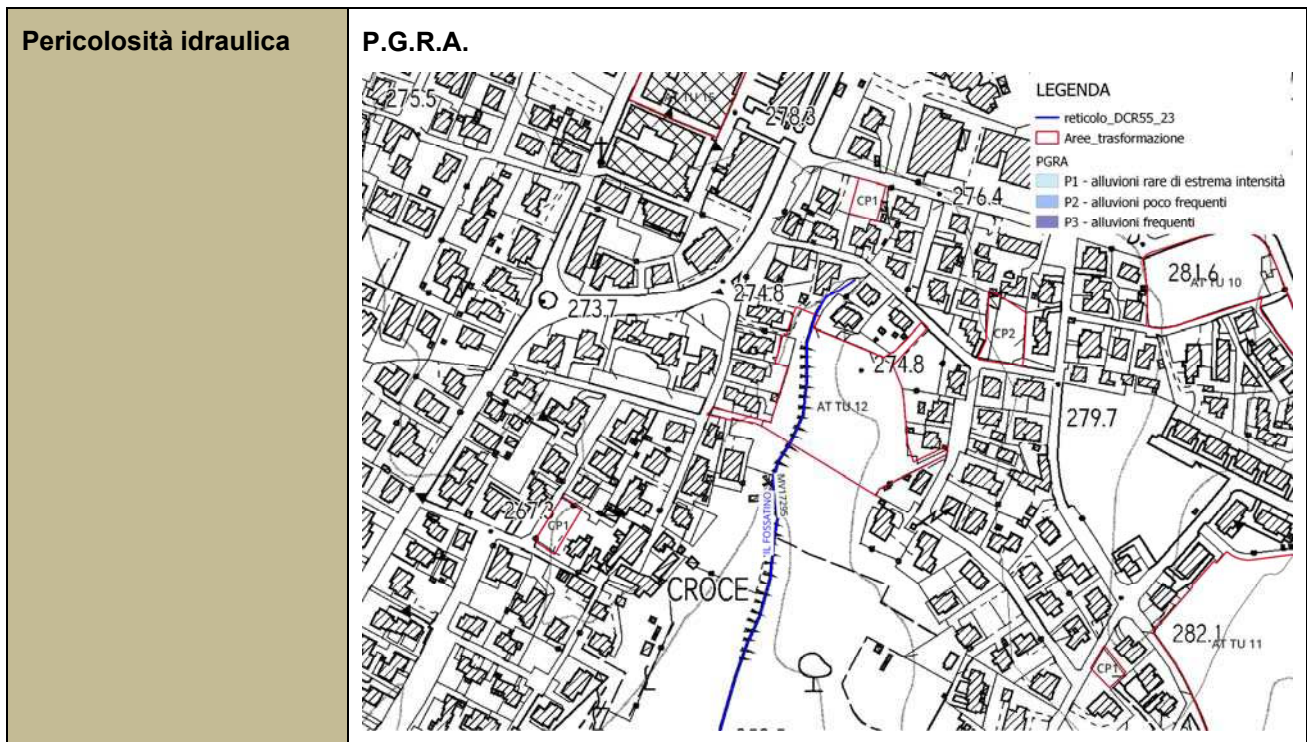 Pericolosità idraulica
P.G.R.A.
LEGENDA
reticolo_DCR55_23
Aree_trasformazione
PGRA
P1 - alluvioni rare di estrema intensità
P2 - alluvioni poco frequenti
P3 - alluvioni frequenti
275.5
278.3
CP1
276.4
281.6
AT TU 10
274.8
273.7
CP2
274.8
AT TU 12
279.7
"IL FOSSATINO"
MV17295
267.3
CP1
CROCE
282.1
AT TU 11
CP1